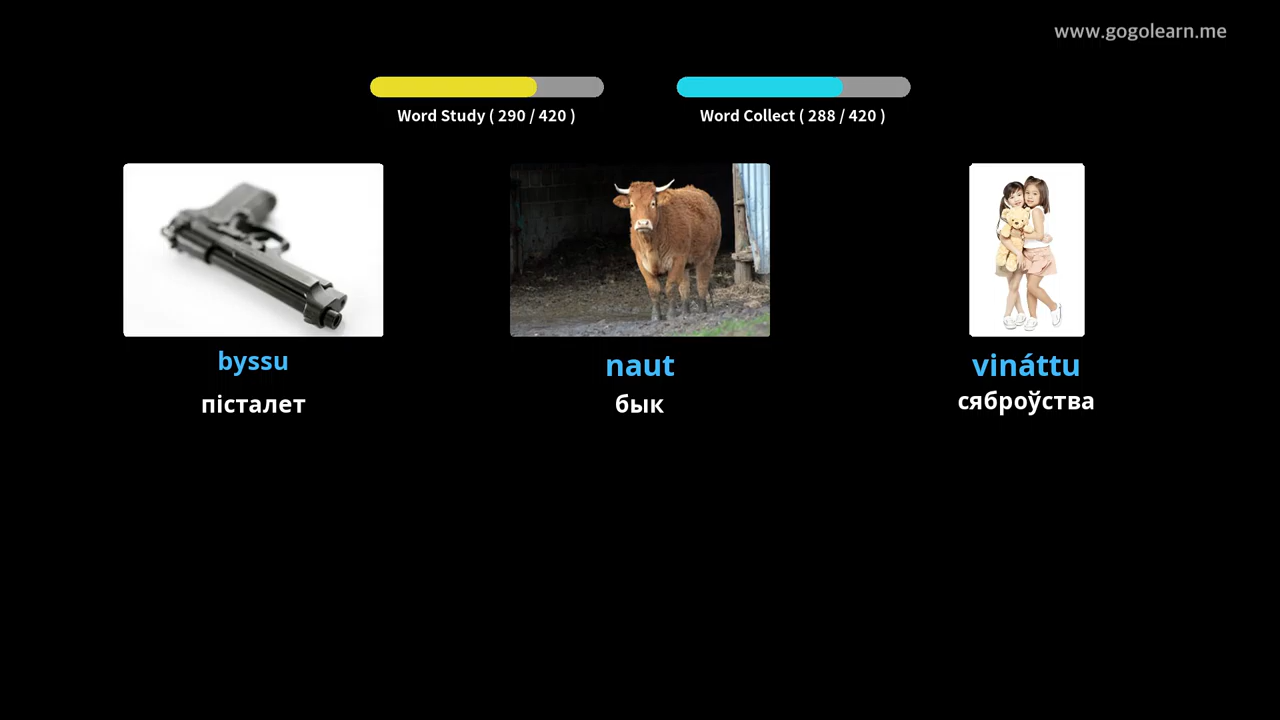 www.gogolearn.me
Word Study ( 290 / 420 )
Word Collect ( 288 / 420 )
byssu
naut
vináttu
пісталет
бык
сяброўства